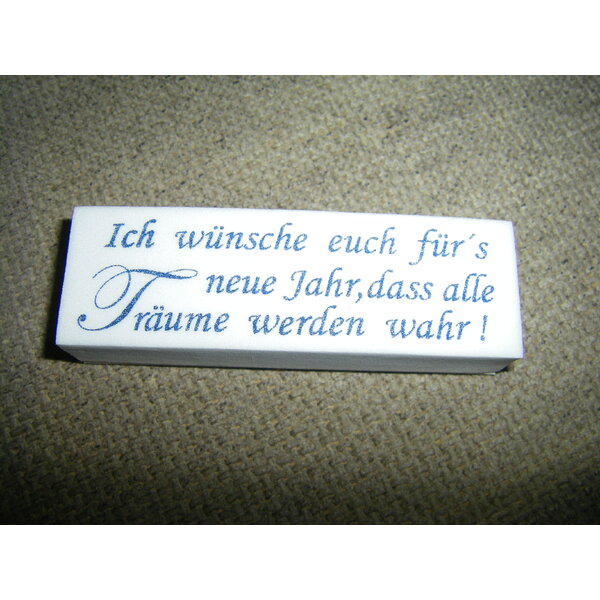 Ich wünsche euch für´s
neue Jahr, dass alle
Träume werden wahr !